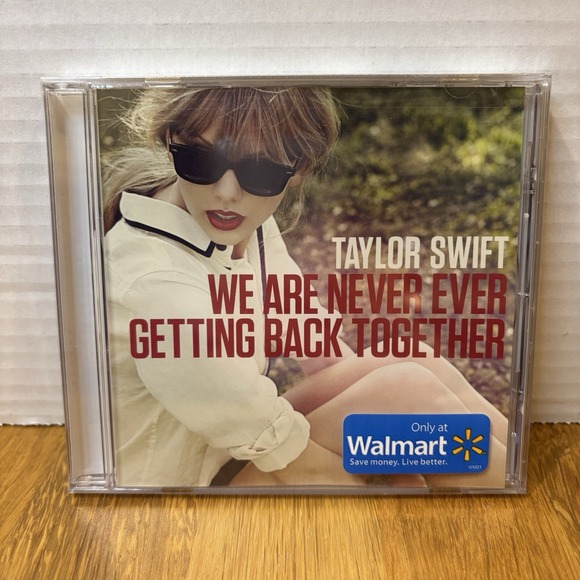 TAYLOR SWIFT
WE ARE NEVER EVER
GETTING BACK TOGETHER
Only at
Walmart
Save money. Live better.